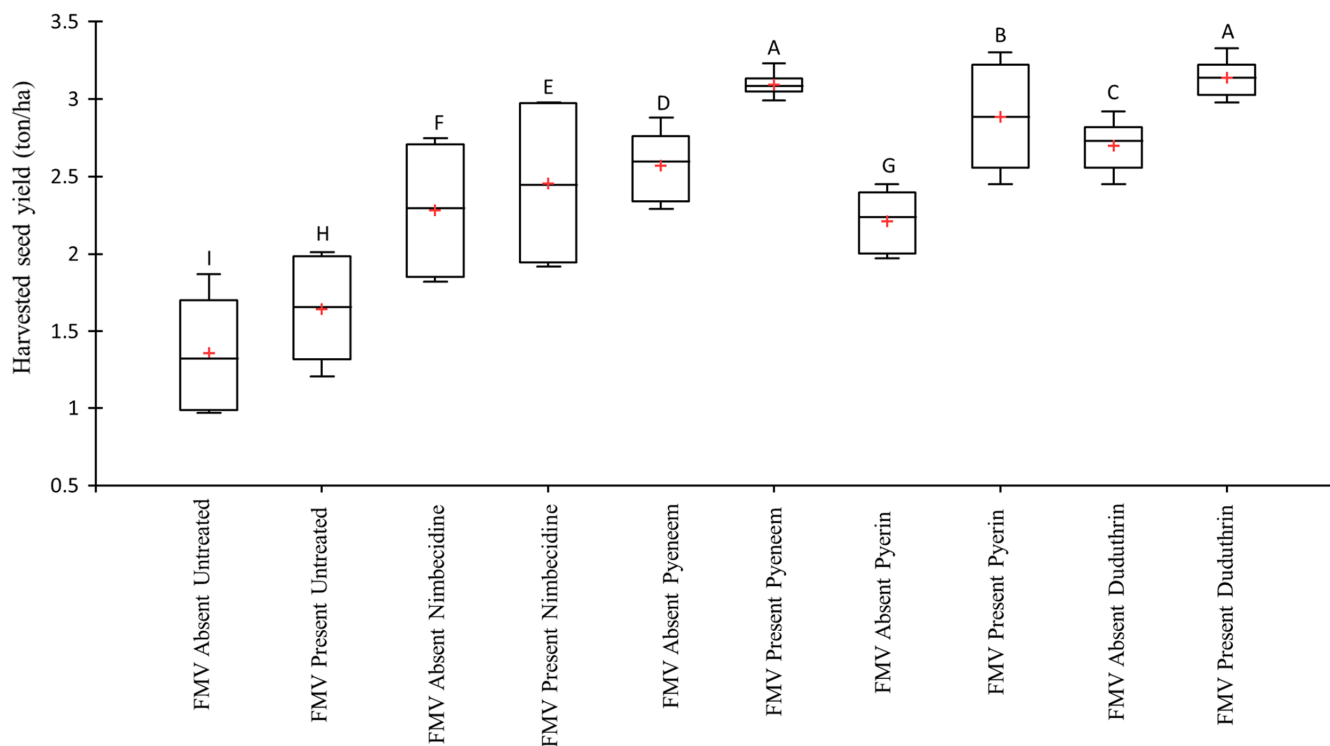 Harvested seed yield (ton/ha)
3.5
3
2.5
2
1.5
1
0.5
I
H
F
E
D
A
G
B
C
A
FMV Absent Untreated
FMV Present Untreated
FMV Absent Nimbecidine
FMV Present Nimbecidine
FMV Absent Pyeneem
FMV Present Pyeneem
FMV Absent Pyerin
FMV Present Pyerin
FMV Absent Duduthrin
FMV Present Duduthrin